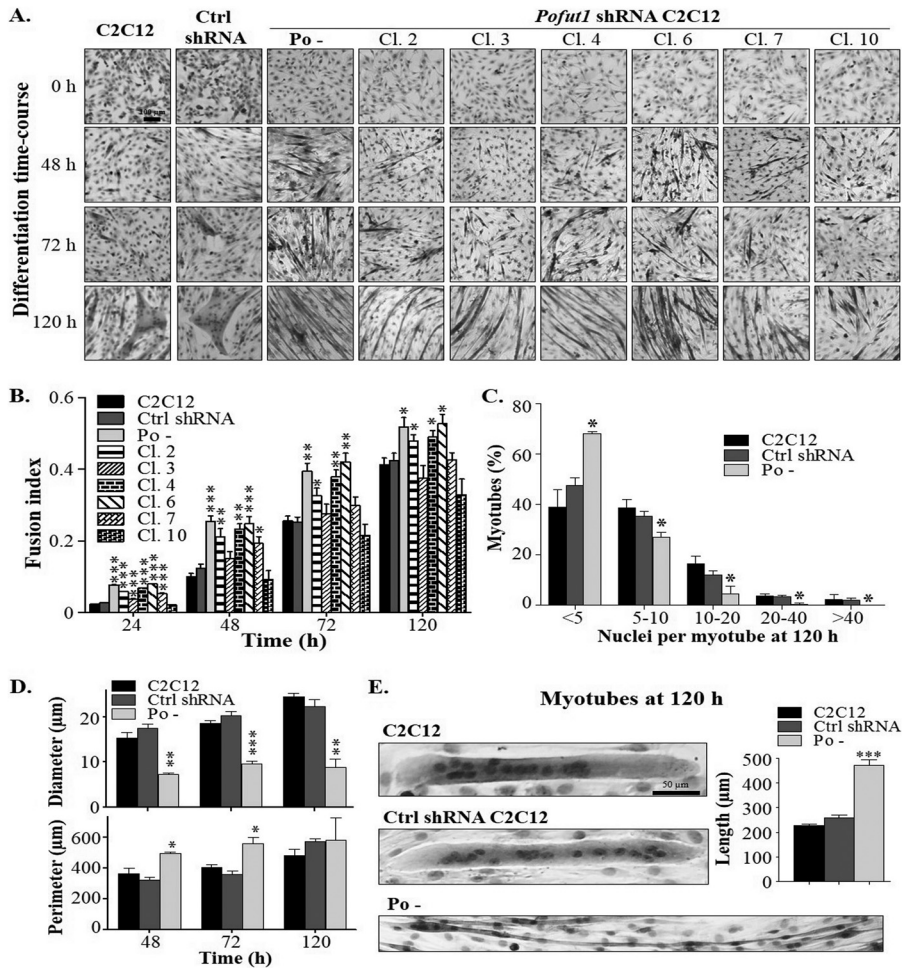 A.
C2C12
Ctrl shRNA
Pofut1 shRNA C2C12
Po - Cl. 2 Cl. 3 Cl. 4 Cl. 6 Cl. 7 Cl. 10
Differentiation time-course
0 h
100 µm
48 h
72 h
120 h
B.
Fusion index
0.6
0.4
0.2
0
C2C12
Ctrl shRNA
Po -
Cl. 2
Cl. 3
Cl. 4
Cl. 6
Cl. 7
Cl. 10
24 48 72 120
Time (h)
C.
Myotubes (%)
80
60
40
20
0
C2C12
Ctrl shRNA
Po -
* * * * *
<5 5-10 10-20 20-40 >40
Nuclei per myotube at 120 h
D.
C2C12
Ctrl shRNA
Po -
Diameter (µm)
20
10
0
** *** **
Perimeter (µm)
600
400
200
0
* *
48 72 120
Time (h)
E.
Myotubes at 120 h
C2C12
50 µm
Ctrl shRNA C2C12
Po -
C2C12
Ctrl shRNA
Po -
Length (µm)
500
400
300
200
100
0
***